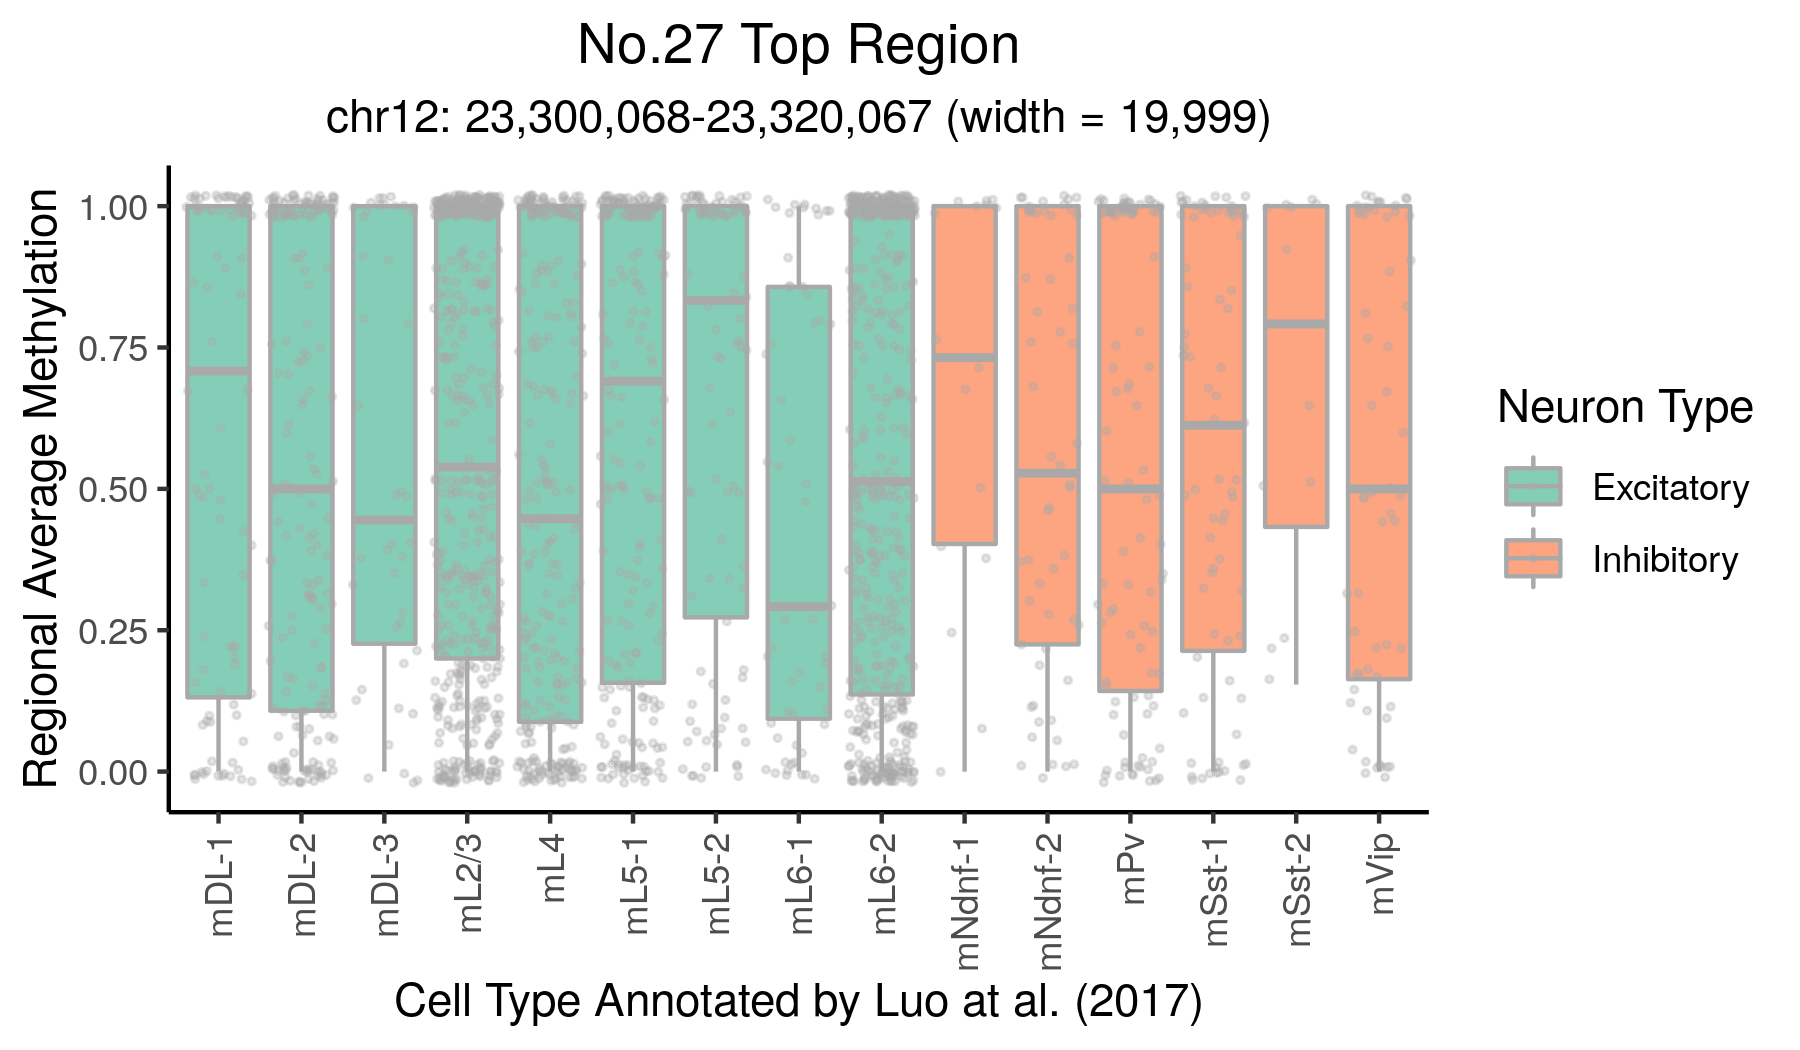 No.27 Top Region
chr12: 23,300,068-23,320,067 (width = 19,999)
Regional Average Methylation
1.00
0.75
0.50
0.25
0.00
mDL-1
mDL-2
mDL-3
mL2/3
mL4
mL5-1
mL5-2
mL6-1
mL6-2
mNdnf-1
mNdnf-2
mPv
mSst-1
mSst-2
mVip
Cell Type Annotated by Luo at al. (2017)
Neuron Type
Excitatory
Inhibitory